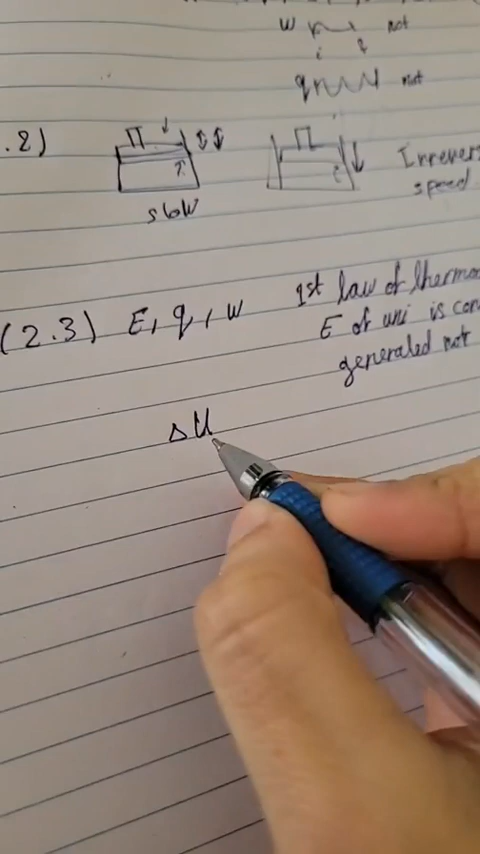 w not
i f
q not
.2)
slow
Irrevers
speed
(2.3) E, q, w
1st law of thermo
E of uni is con
generated not
ΔU